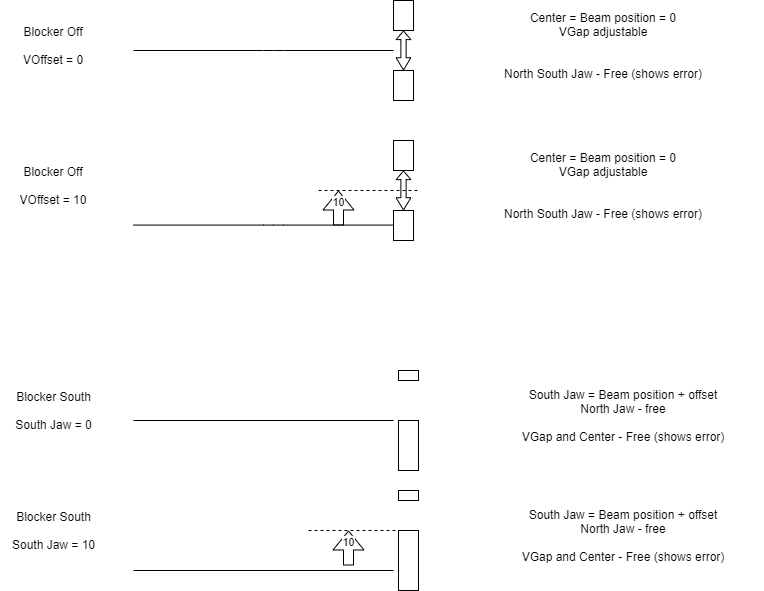 Blocker Off
VOffset = 0
Center = Beam position = 0
VGap adjustable
North South Jaw - Free (shows error)
Blocker Off
VOffset = 10
10
Center = Beam position = 0
VGap adjustable
North South Jaw - Free (shows error)
Blocker South
South Jaw = 0
South Jaw = Beam position + offset
North Jaw - free
VGap and Center - Free (shows error)
Blocker South
South Jaw = 10
10
South Jaw = Beam position + offset
North Jaw - free
VGap and Center - Free (shows error)